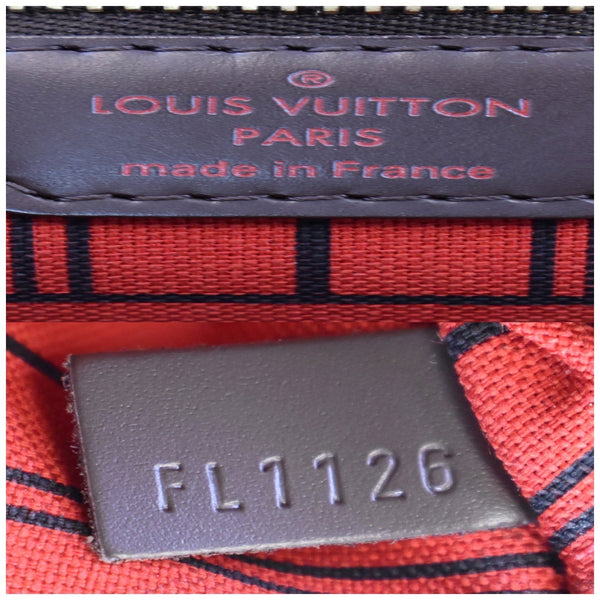 ®
LOUIS VUITTON
PARIS
made in France
FL1126